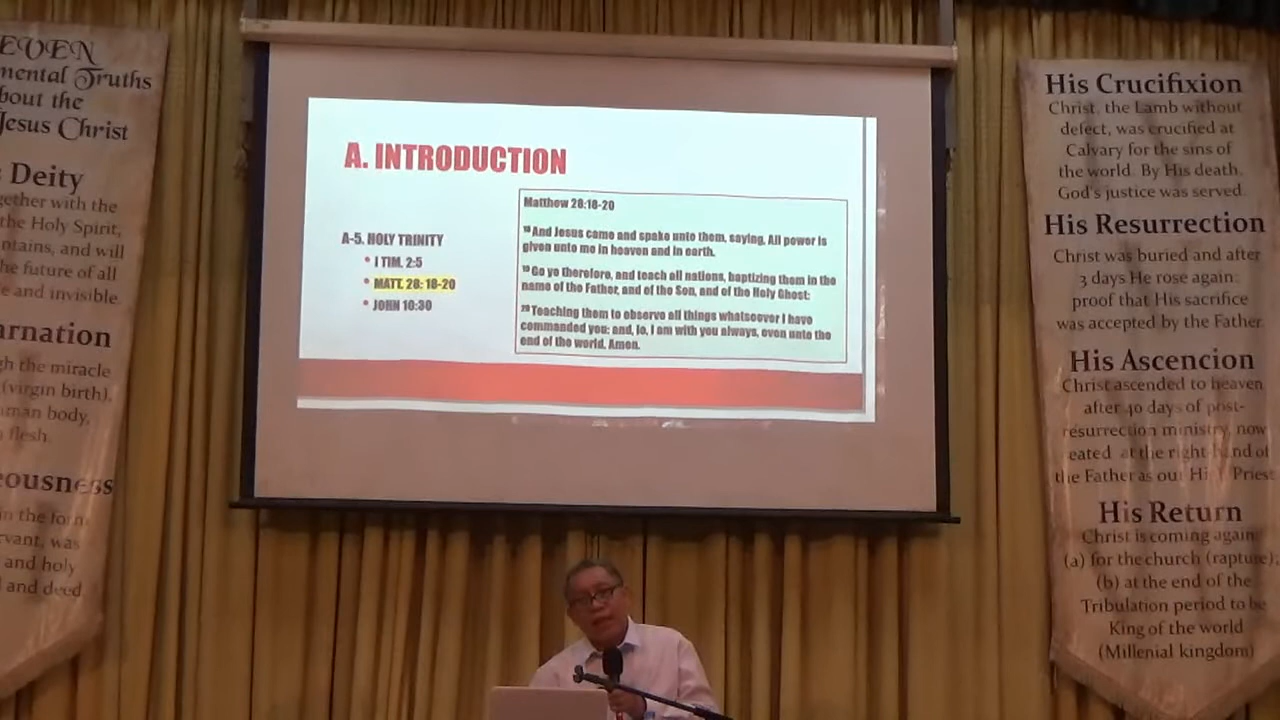 EVEN
mental Truths
bout the
Jesus Christ
Deity
gether with the
the Holy Spirit,
ntains, and will
he future of all
e and invisible.
arnation
gh the miracle
(virgin birth),
uman body,
flesh.
eousness
in the form
rvant, was
and holy
and deed
A. INTRODUCTION
A-5. HOLY TRINITY
• I TIM. 2:5
• MATT. 28: 18-20
• JOHN 10:30
Matthew 28:18-20
18 And Jesus came and spake unto them, saying, All power is
given unto me in heaven and in earth.
19 Go ye therefore, and teach all nations, baptizing them in the
name of the Father, and of the Son, and of the Holy Ghost:
20 Teaching them to observe all things whatsoever I have
commanded you: and, lo, I am with you always, even unto the
end of the world. Amen.
His Crucifixion
Christ, the Lamb without
defect, was crucified at
Calvary for the sins of
the world. By His death,
God's justice was served.
His Resurrection
Christ was buried and after
3 days He rose again:
proof that His sacrifice
was accepted by the Father.
His Ascencion
Christ ascended to heaven
after 40 days of post-
resurrection ministry, now
eated at the right hand of
the Father as our High Priest
His Return
Christ is coming again:
(a) for the church (rapture);
(b) at the end of the
Tribulation period to be
King of the world
(Millenial kingdom)